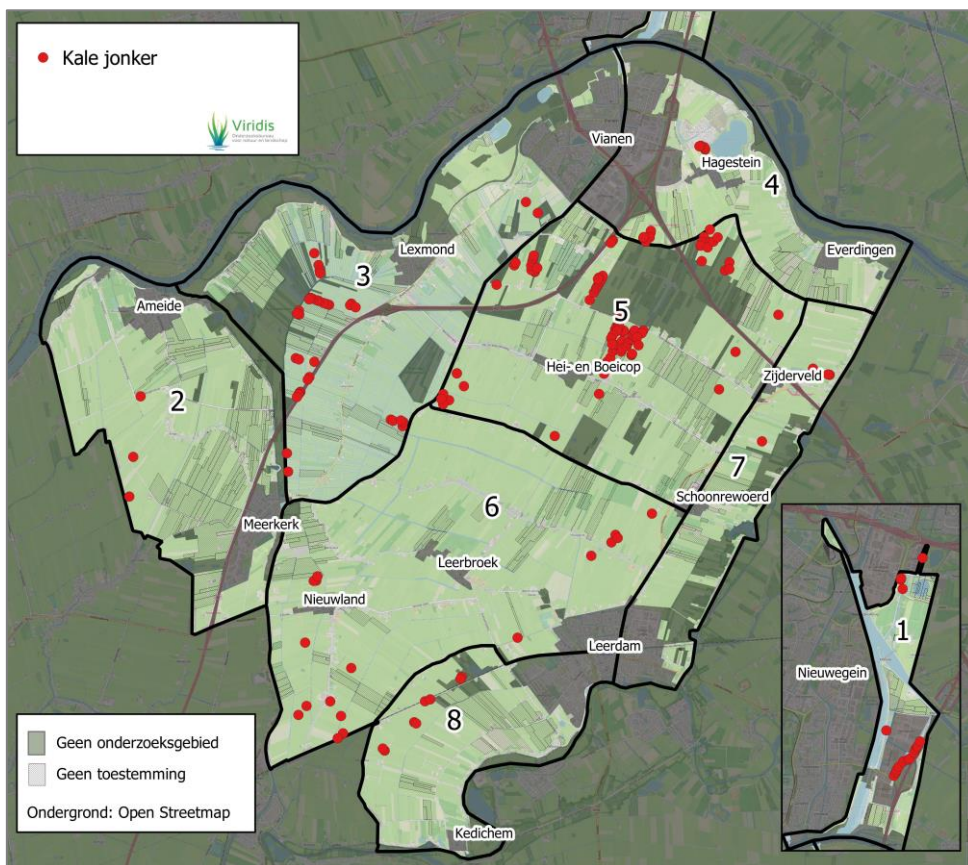 Kale jonker
Viridis
Vianen
Hagestein
4
Everdingen
Lexmond
3
Ameide
5
Hei- en Boeicop
Zijderveld
2
7
Schoonrewoerd
6
Meerkerk
Leerbroek
Nieuwland
Leerdam
1
Nieuwegein
8
Geen onderzoeksgebied
Geen toestemming
Ondergrond: Open Streetmap
Kedichem